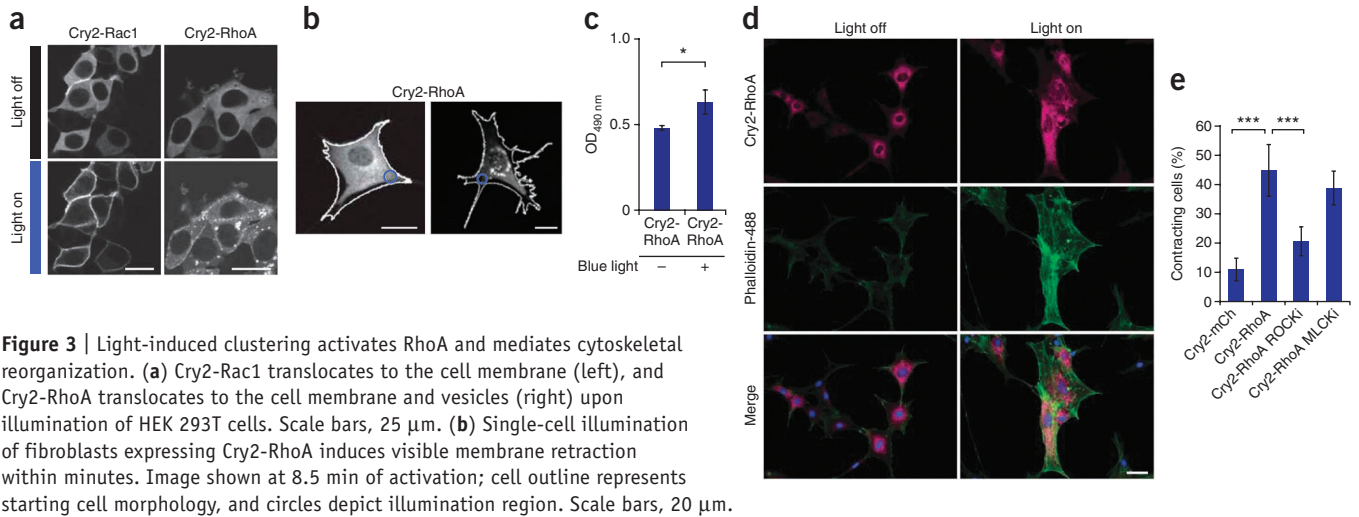 a
Cry2-Rac1 Cry2-RhoA
Light off
Light on
b
Cry2-RhoA
c
1.0
*
OD490 nm
0.5
0
Cry2-RhoA Cry2-RhoA
Blue light – +
d
Light off Light on
Cry2-RhoA
Phalloidin-488
Merge
e
*** ***
Contracting cells (%)
60
50
40
30
20
10
0
Cry2-mCh
Cry2-RhoA
Cry2-RhoA ROCKi
Cry2-RhoA MLCKi
Figure 3 | Light-induced clustering activates RhoA and mediates cytoskeletal
reorganization. (a) Cry2-Rac1 translocates to the cell membrane (left), and
Cry2-RhoA translocates to the cell membrane and vesicles (right) upon
illumination of HEK 293T cells. Scale bars, 25 μm. (b) Single-cell illumination
of fibroblasts expressing Cry2-RhoA induces visible membrane retraction
within minutes. Image shown at 8.5 min of activation; cell outline represents
starting cell morphology, and circles depict illumination region. Scale bars, 20 μm.